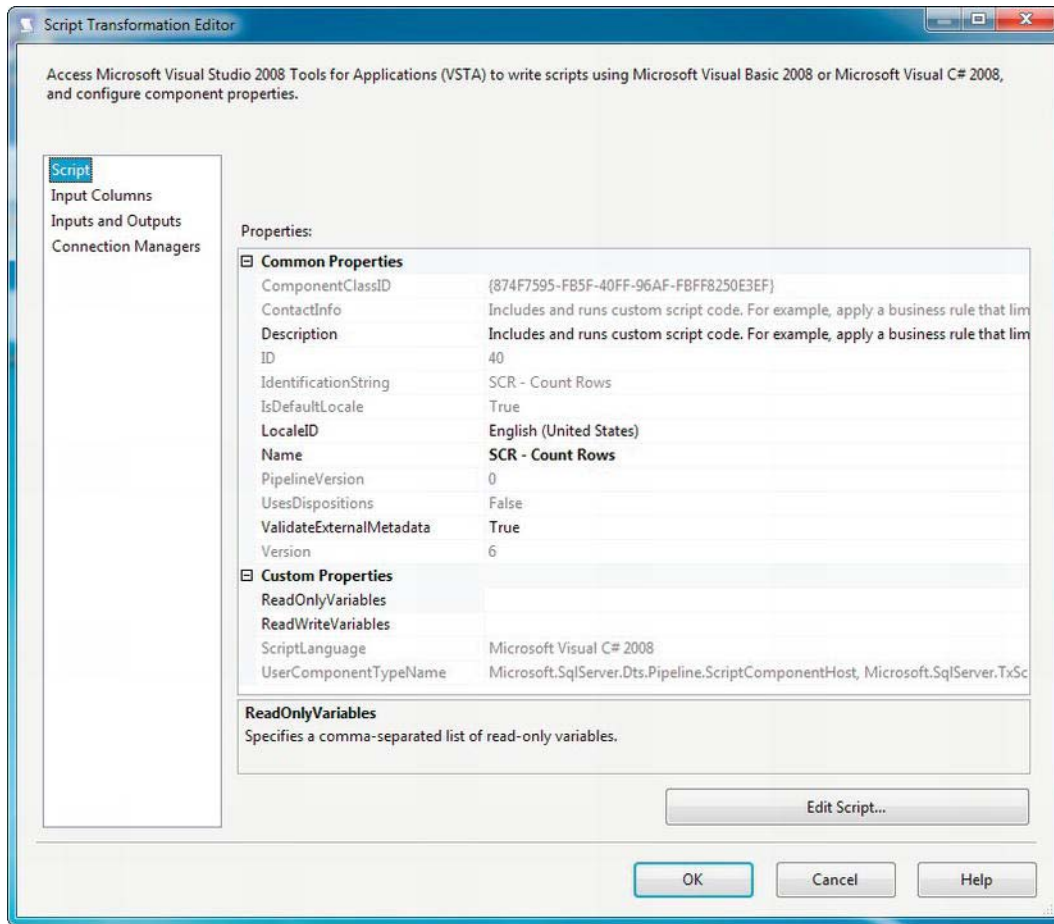 Script Transformation Editor
Access Microsoft Visual Studio 2008 Tools for Applications (VSTA) to write scripts using Microsoft Visual Basic 2008 or Microsoft Visual C# 2008,
and configure component properties.
Script
Input Columns
Inputs and Outputs
Connection Managers
Properties:
Common Properties
ComponentClassID {874F7595-FB5F-40FF-96AF-FBFF8250E3EF}
ContactInfo Includes and runs custom script code. For example, apply a business rule that lim
Description Includes and runs custom script code. For example, apply a business rule that lim
ID 40
IdentificationString SCR - Count Rows
IsDefaultLocale True
LocaleID English (United States)
Name SCR - Count Rows
PipelineVersion 0
UsesDispositions False
ValidateExternalMetadata True
Version 6
Custom Properties
ReadOnlyVariables
ReadWriteVariables
ScriptLanguage Microsoft Visual C# 2008
UserComponentTypeName Microsoft.SqlServer.Dts.Pipeline.ScriptComponentHost, Microsoft.SqlServer.TxSc
ReadOnlyVariables
Specifies a comma-separated list of read-only variables.
Edit Script...
OK Cancel Help